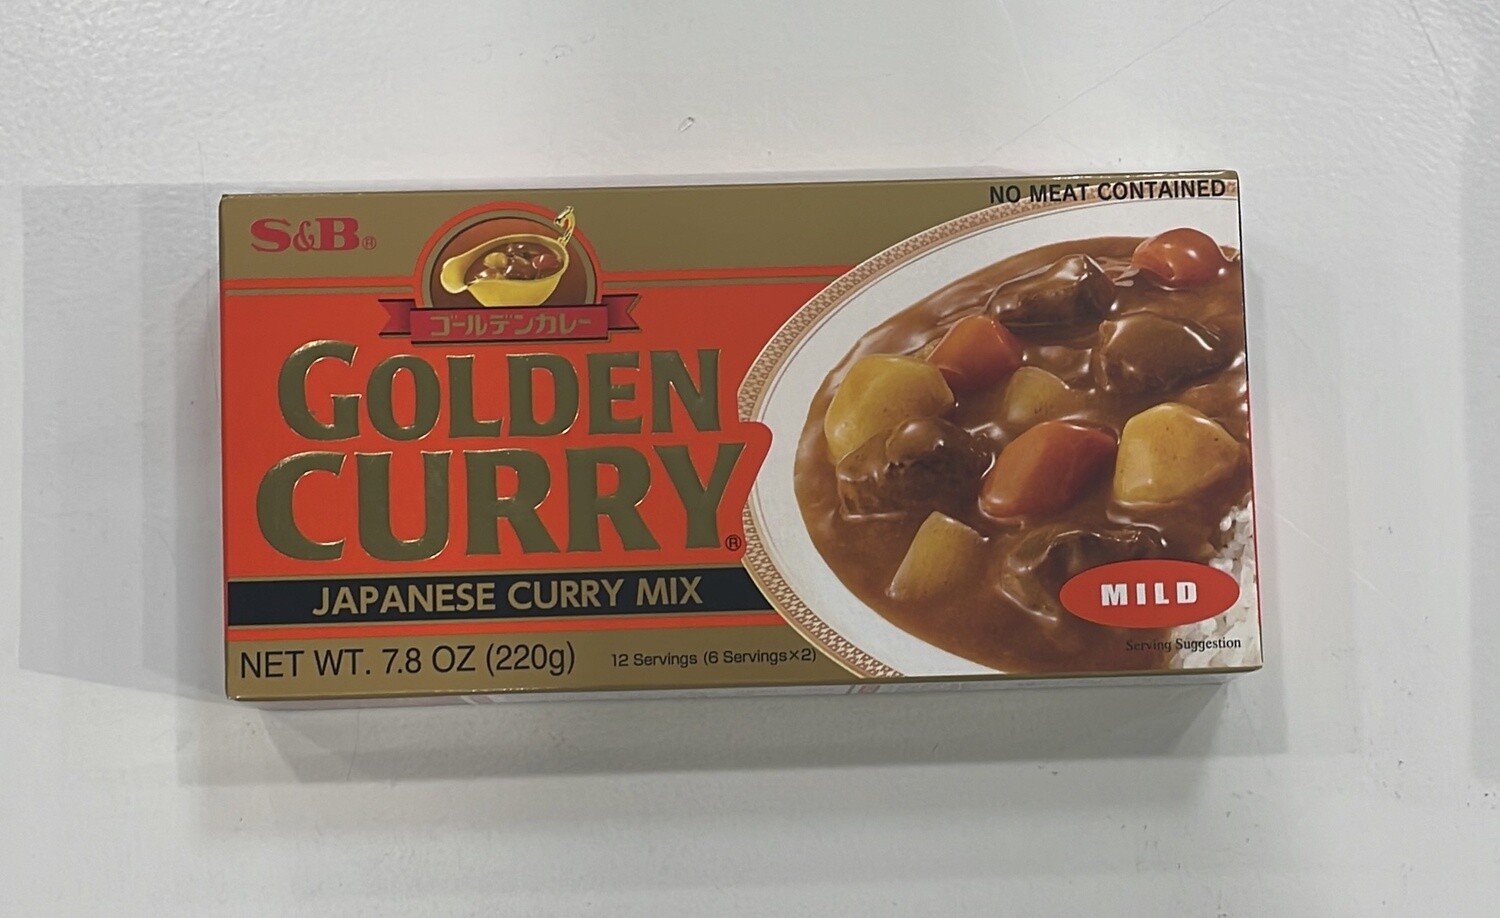 NO MEAT CONTAINED
S&B®
ゴールデンカレー
GOLDEN
CURRY®
JAPANESE CURRY MIX
NET WT. 7.8 OZ (220g)
12 Servings (6 Servings×2)
MILD
Serving Suggestion